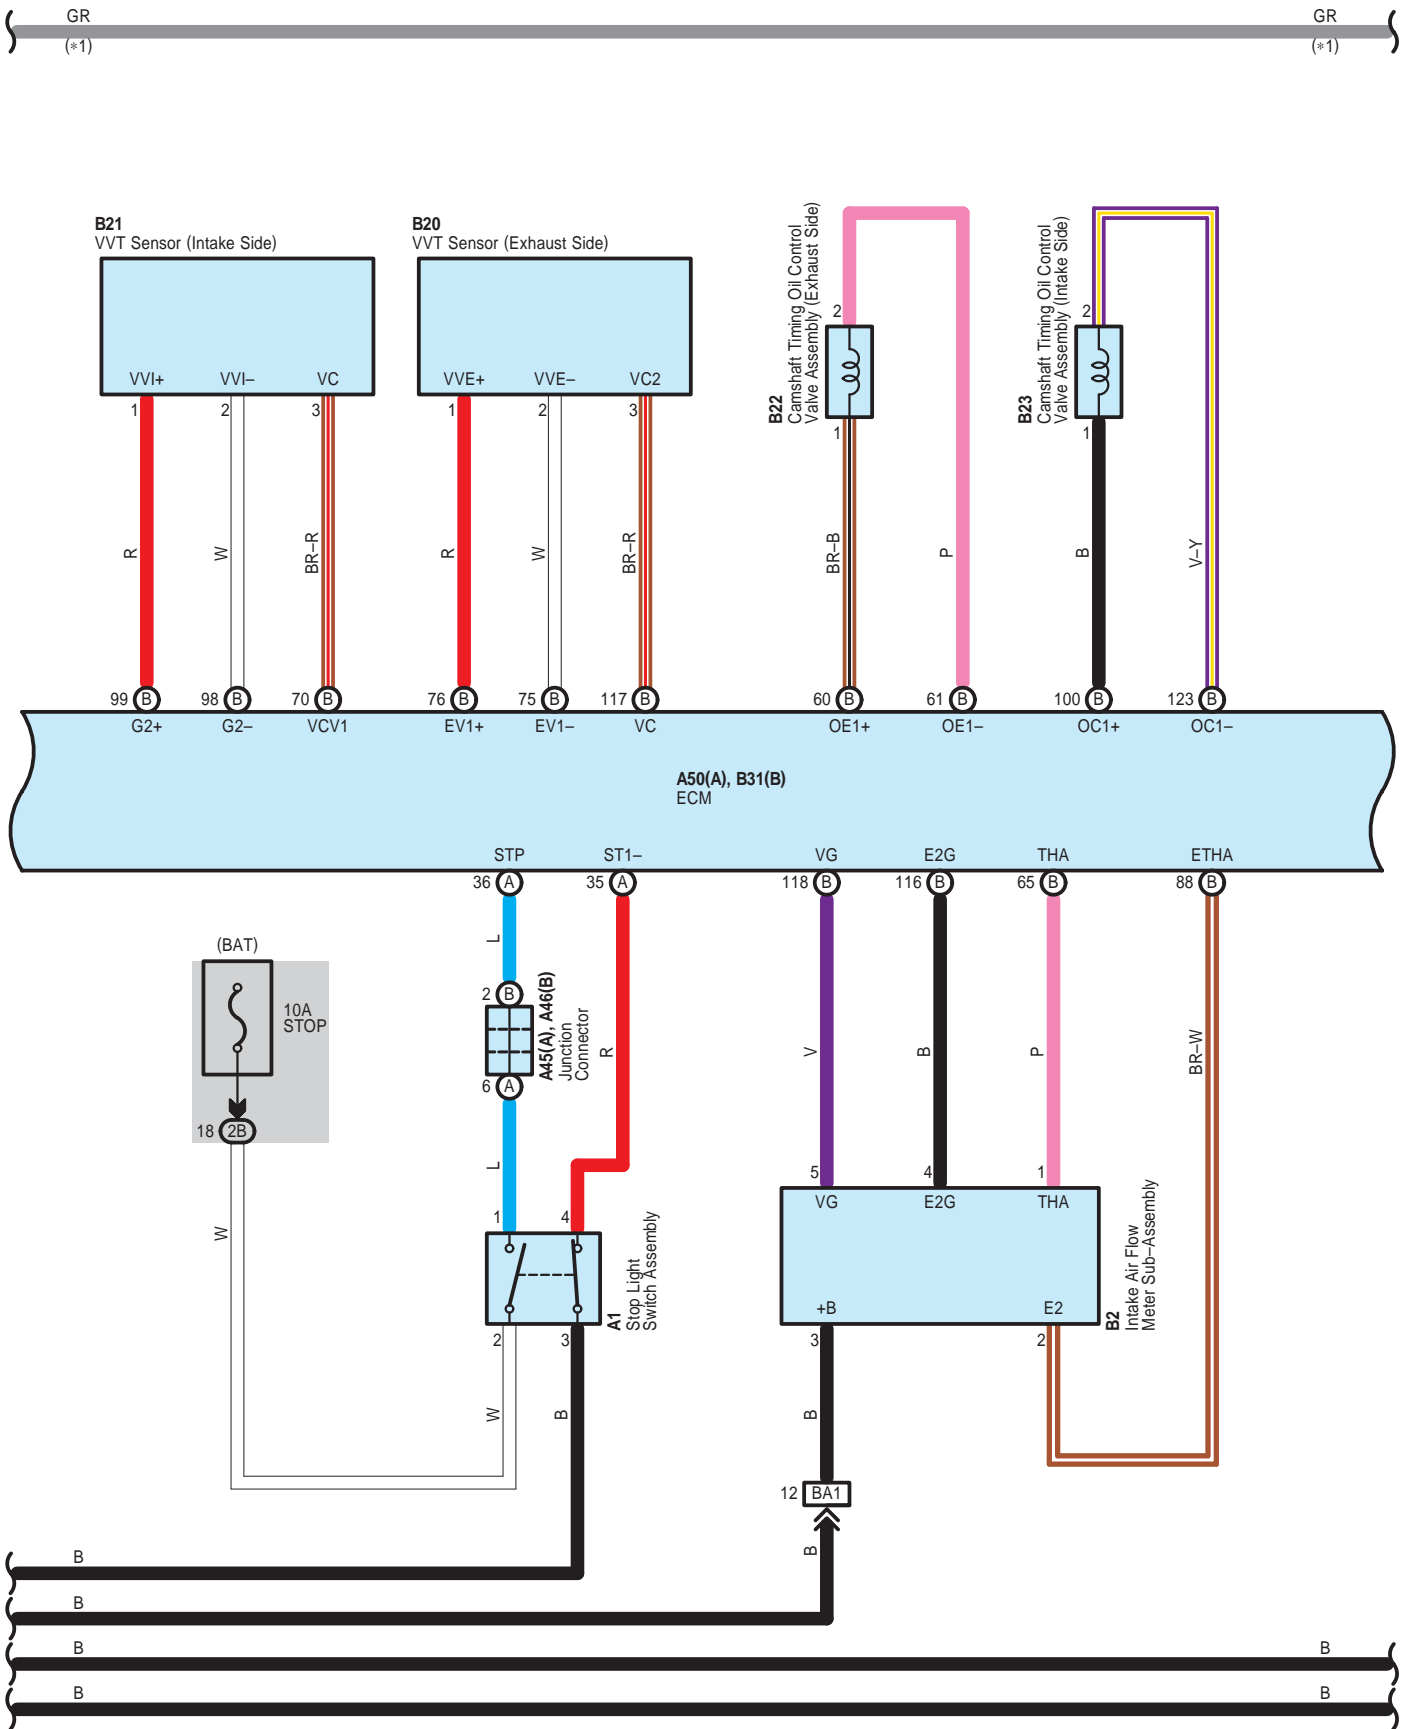 GR GR
(*1) (*1)
B21
VVT Sensor (Intake Side)
B20
VVT Sensor (Exhaust Side)
B22
Camshaft Timing Oil Control
Valve Assembly (Exhaust Side)
B23
Camshaft Timing Oil Control
Valve Assembly (Intake Side)
2 2
VVI+ VVI– VC VVE+ VVE– VC2
1 2 3 1 2 3 1 1
R W BR–R R W BR–R BR–B P B V–Y
99 B 98 B 70 B 76 B 75 B 117 B 60 B 61 B 100 B 123 B
G2+ G2– VCV1 EV1+ EV1– VC OE1+ OE1– OC1+ OC1–
A50(A), B31(B)
ECM
STP ST1– VG E2G THA ETHA
36 A 35 A 118 B 116 B 65 B 88 B
(BAT)
10A
STOP
18 2B
L
2 B
A45(A), A46(B)
Junction
Connector
6 A
R V B P BR–W
L
W
1 4
A1
Stop Light
Switch Assembly
2 3
W B
5 4 1
VG E2G THA
+B E2
B2
Intake Air Flow
Meter Sub–Assembly
3 2
B
12 BA1
B
B
B
B B
B B